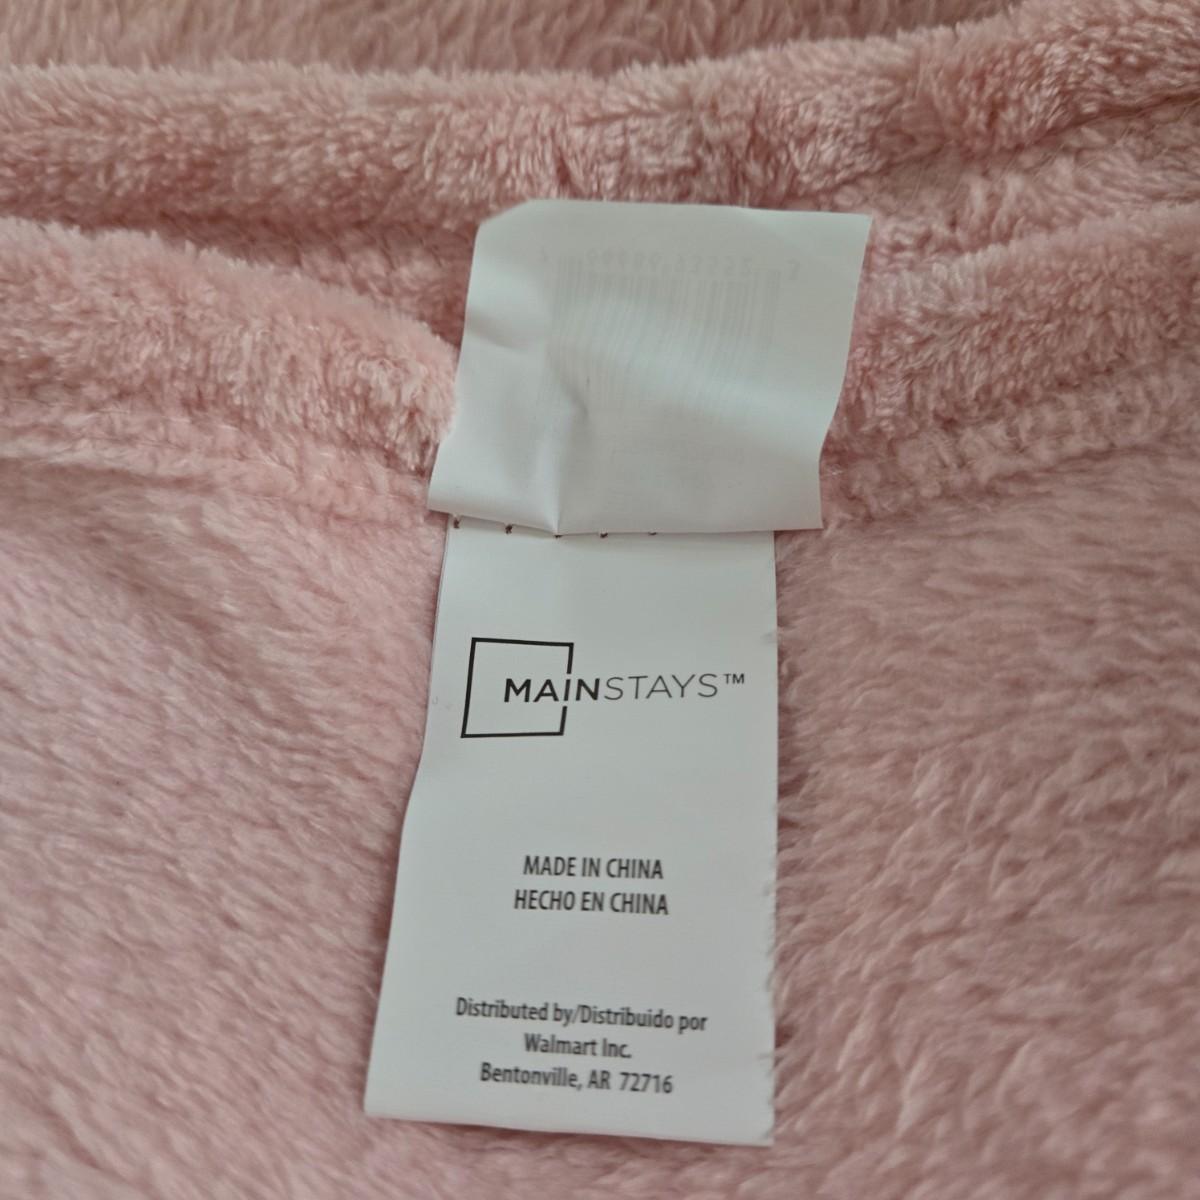 MAINSTAYS™
MADE IN CHINA
HECHO EN CHINA
Distributed by/Distribuido por
Walmart Inc.
Bentonville, AR 72716